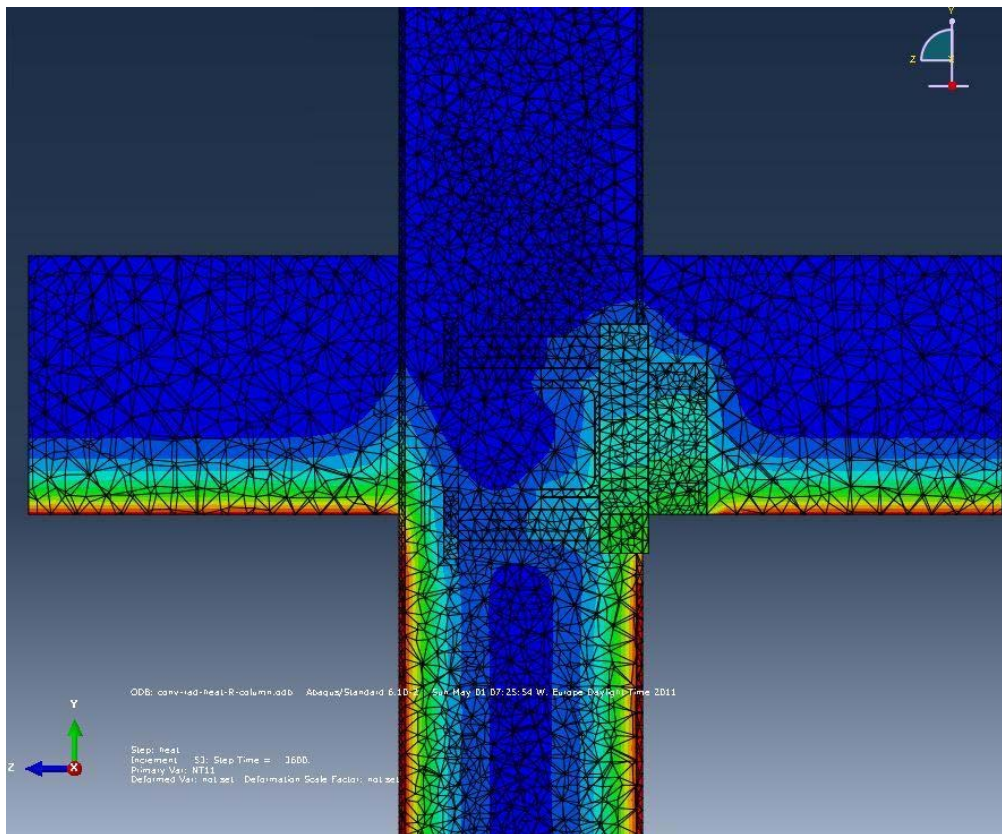 Y
Z
X
ODB: conv-rad-heat-R-column.odb Abaqus/Standard 6.10-2 Sun May 01 07:25:54 W. Europe Daylight Time 2011
Y
Z
X
Step: heat
Increment 53: Step Time = 3600.
Primary Var: NT11
Deformed Var: not set Deformation Scale Factor: not set